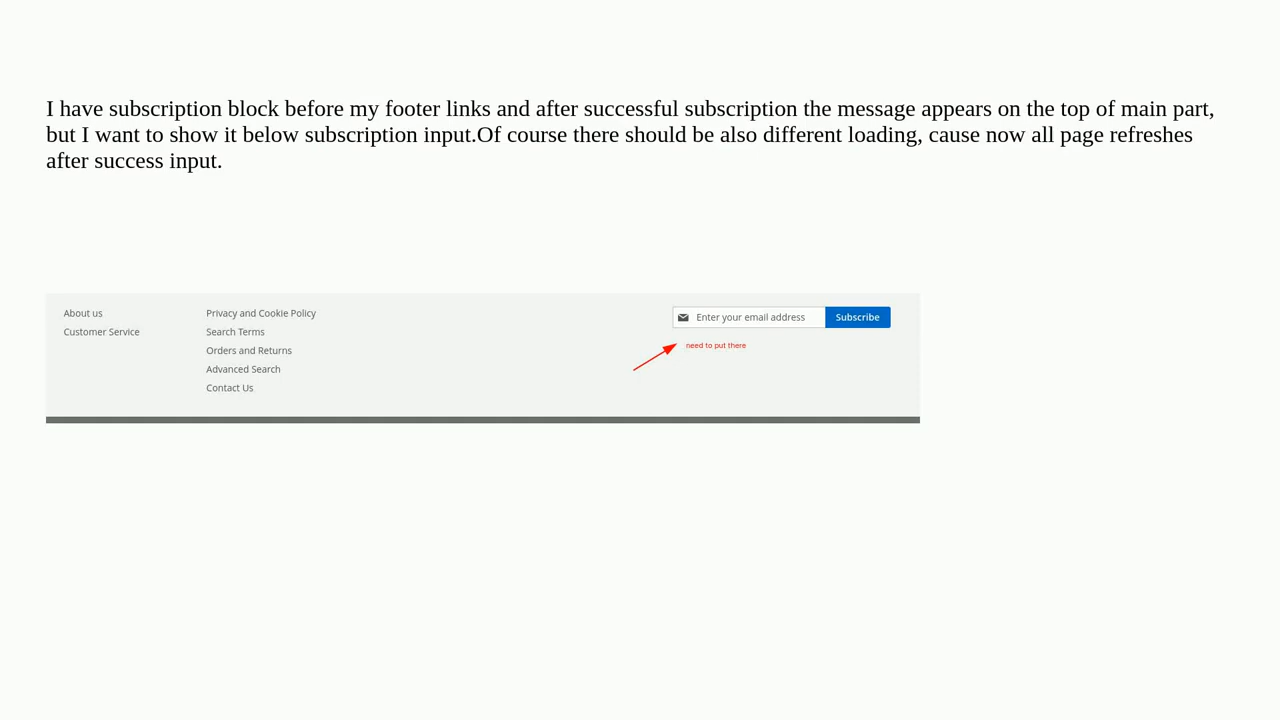 I have subscription block before my footer links and after successful subscription the message appears on the top of main part,
but I want to show it below subscription input.Of course there should be also different loading, cause now all page refreshes
after success input.
About us
Customer Service
Privacy and Cookie Policy
Search Terms
Orders and Returns
Advanced Search
Contact Us
Enter your email address
Subscribe
need to put there